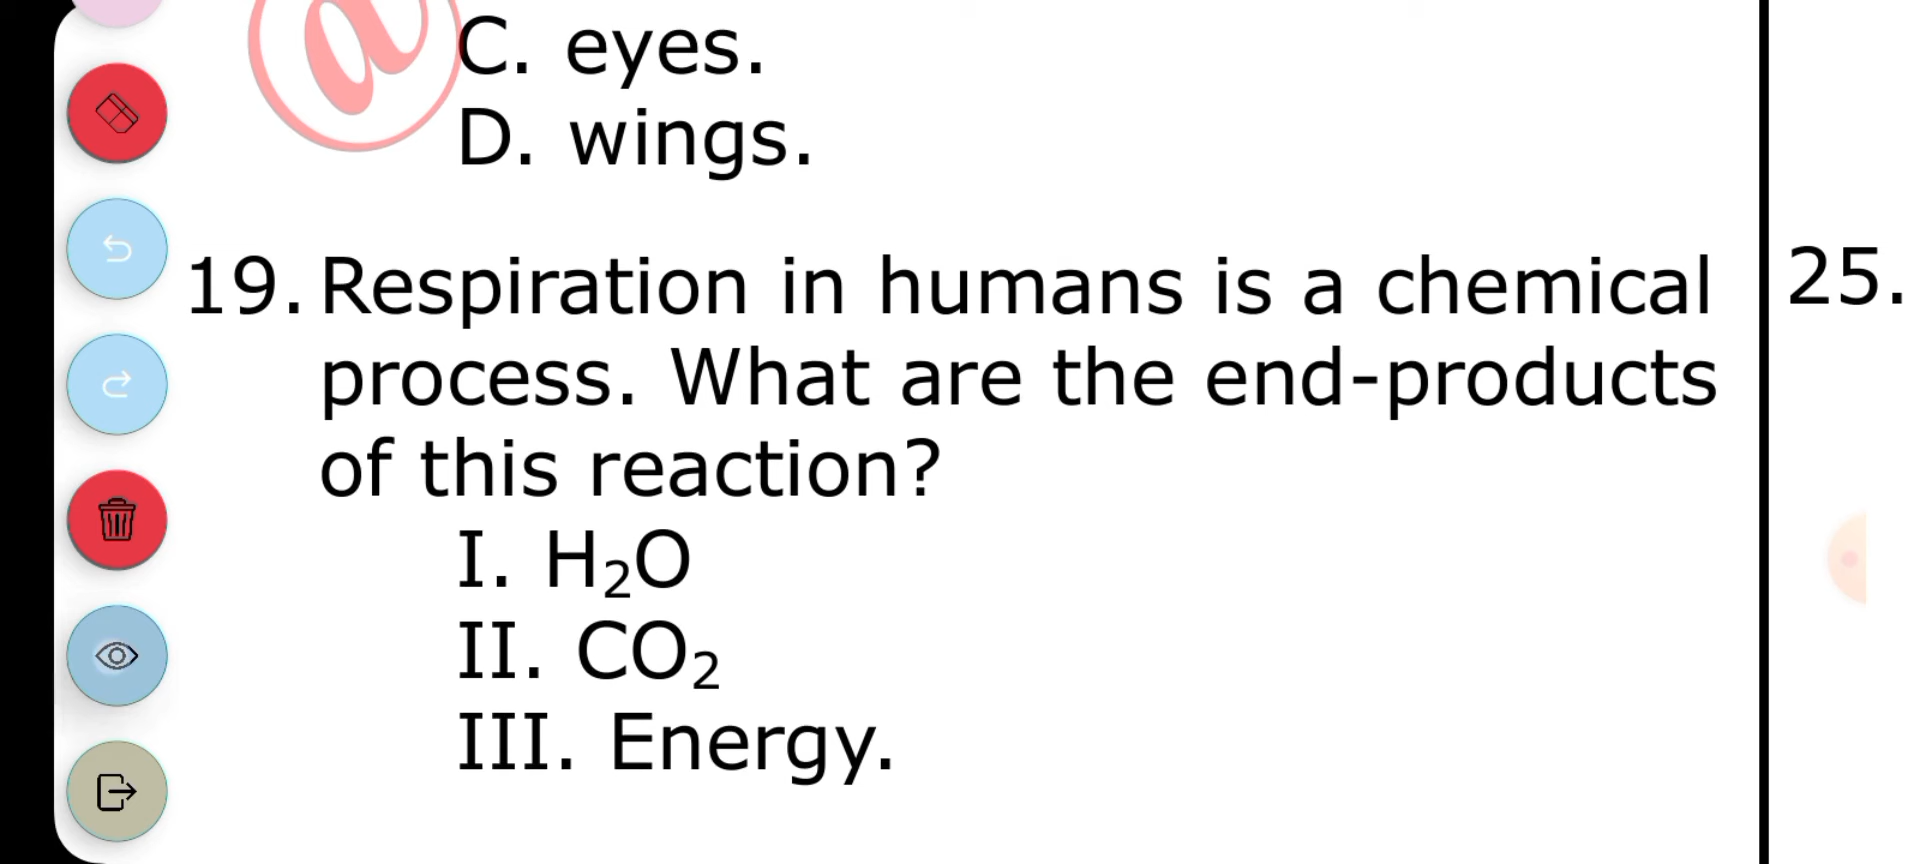 C. eyes.
D. wings.
19. Respiration in humans is a chemical
process. What are the end-products
of this reaction?
I. H₂O
II. CO₂
III. Energy.
25.